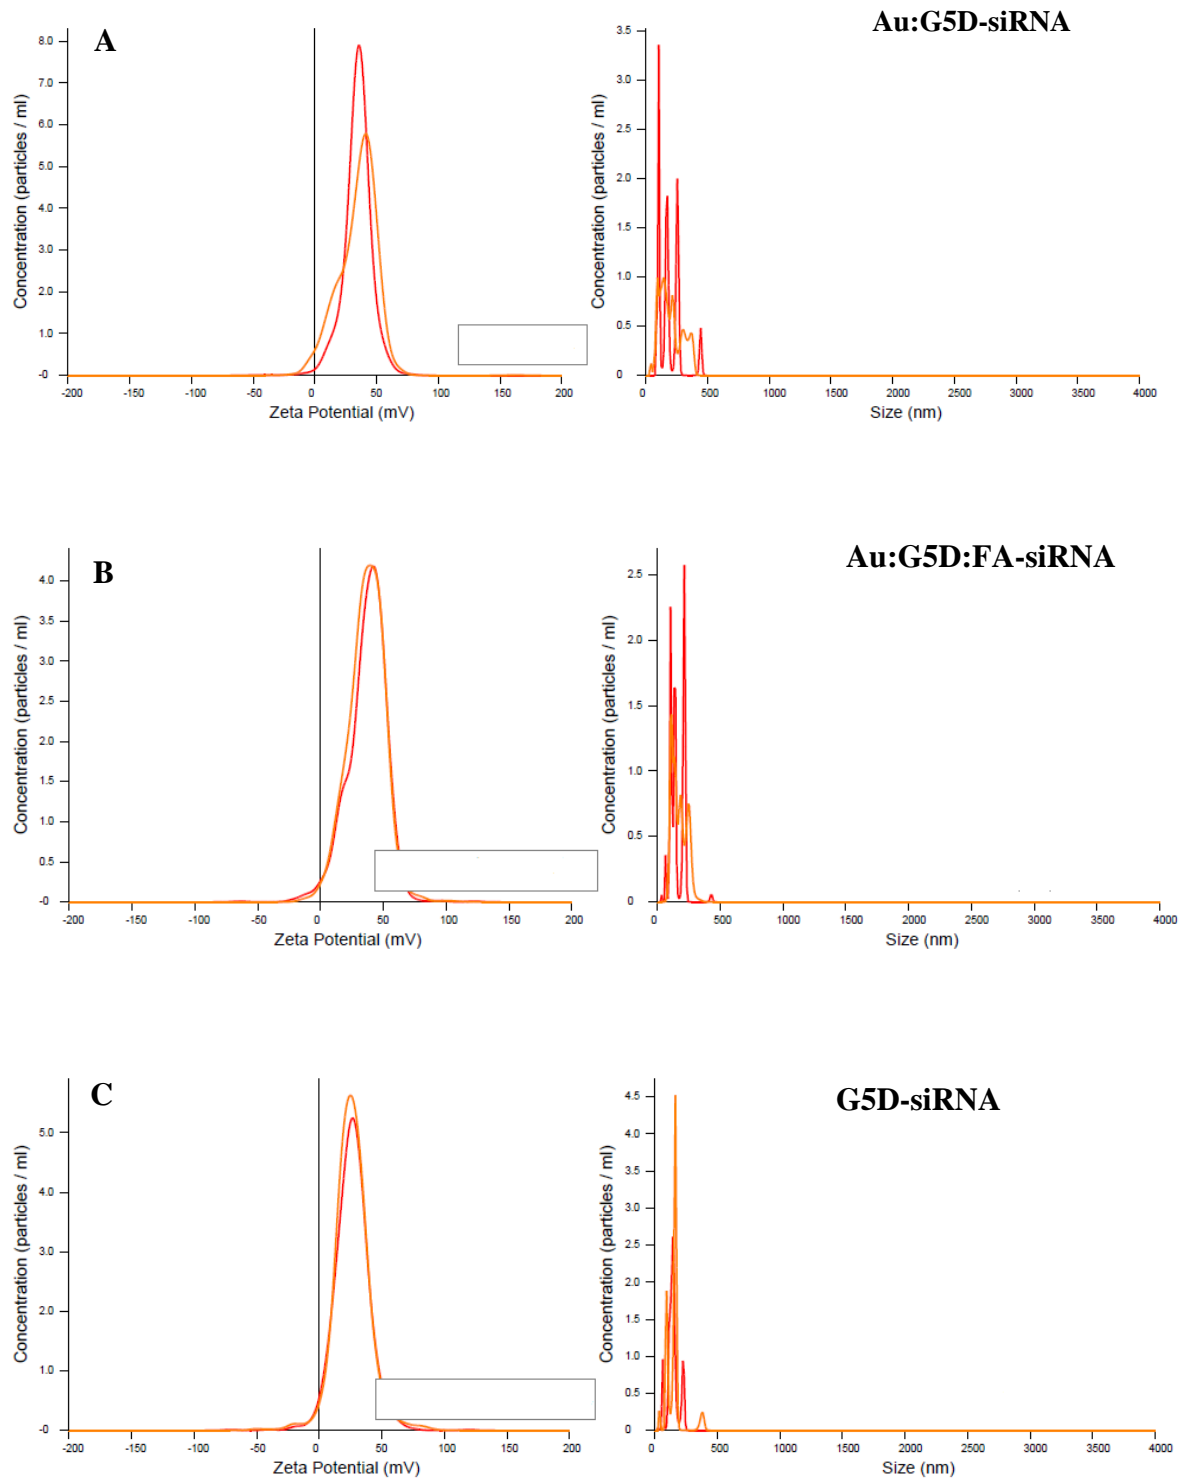 A
Au:G5D-siRNA
Concentration (particles / ml)
8.0
7.0
6.0
5.0
4.0
3.0
2.0
1.0
-0
-200 -150 -100 -50 0 50 100 150 200
Zeta Potential (mV)
Concentration (particles / ml)
3.5
3.0
2.5
2.0
1.5
1.0
0.5
0
0 500 1000 1500 2000 2500 3000 3500 4000
Size (nm)
B
Au:G5D:FA-siRNA
Concentration (particles / ml)
4.0
3.5
3.0
2.5
2.0
1.5
1.0
0.5
-0
-200 -150 -100 -50 0 50 100 150 200
Zeta Potential (mV)
Concentration (particles / ml)
2.5
2.0
1.5
1.0
0.5
0
0 500 1000 1500 2000 2500 3000 3500 4000
Size (nm)
C
G5D-siRNA
Concentration (particles / ml)
5.0
4.0
3.0
2.0
1.0
-0
-200 -150 -100 -50 0 50 100 150 200
Zeta Potential (mV)
Concentration (particles / ml)
4.5
4.0
3.5
3.0
2.5
2.0
1.5
1.0
0.5
0
0 500 1000 1500 2000 2500 3000 3500 4000
Size (nm)